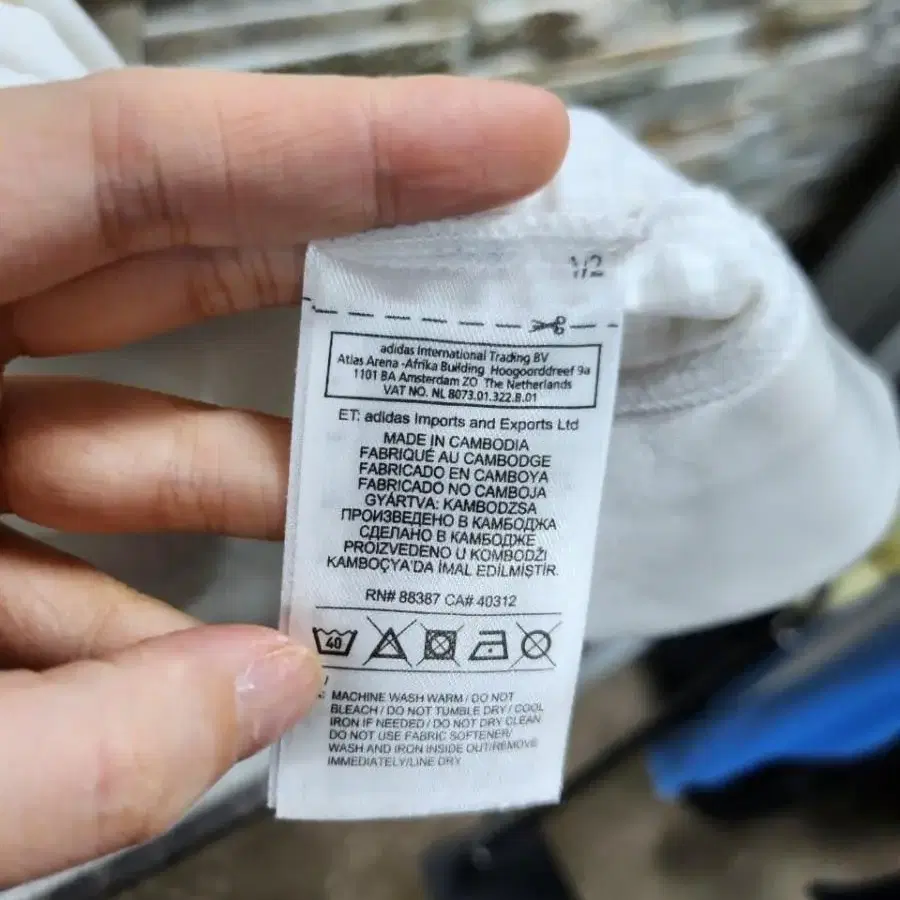 1/2
adidas International Trading BV
Atlas Arena -Afrika Building Hoogoorddreef 9a
1101 BA Amsterdam ZO The Netherlands
VAT NO. NL 8073.01.322.B.01
ET: adidas Imports and Exports Ltd
MADE IN CAMBODIA
FABRIQUÉ AU CAMBODGE
FABRICADO EN CAMBOYA
FABRICADO NO CAMBOJA
GYÁRTVA: KAMBODZSA
ПРОИЗВЕДЕНО В КАМБОДЖА
СДЕЛАНО В КАМБОДЖЕ
PROIZVEDENO U KOMBODŽI
KAMBOÇYA'DA İMAL EDİLMİŞTİR.
RN# 88387 CA# 40312
40
MACHINE WASH WARM / DO NOT
BLEACH / DO NOT TUMBLE DRY / COOL
IRON IF NEEDED / DO NOT DRY CLEAN
DO NOT USE FABRIC SOFTENER/
WASH AND IRON INSIDE OUT/REMOVE
IMMEDIATELY/LINE DRY